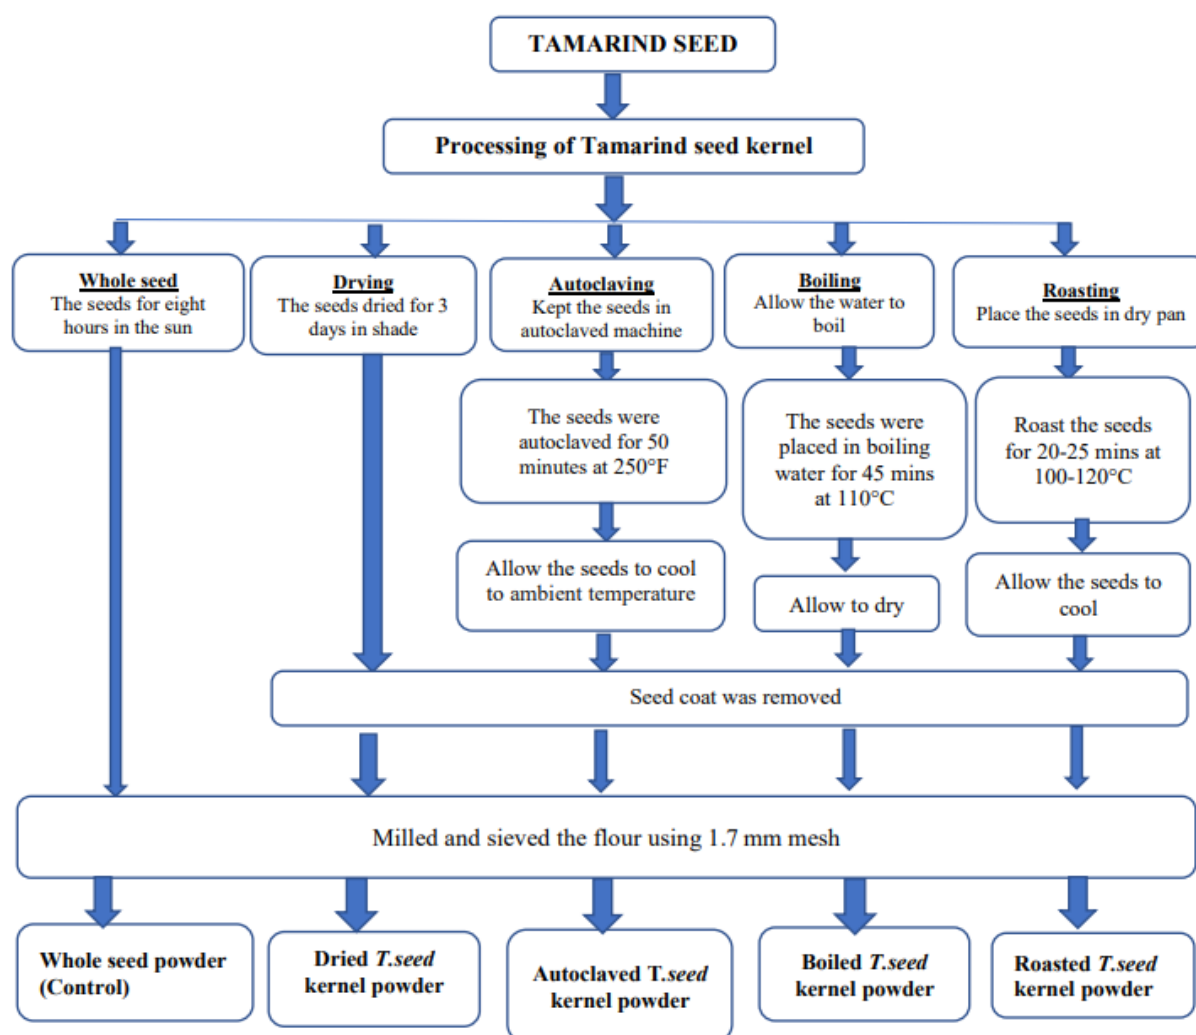 TAMARIND SEED
Processing of Tamarind seed kernel
Whole seed
The seeds for eight
hours in the sun
Drying
The seeds dried for 3
days in shade
Autoclaving
Kept the seeds in
autoclaved machine
Boiling
Allow the water to
boil
Roasting
Place the seeds in dry pan
The seeds were
autoclaved for 50
minutes at 250°F
The seeds were
placed in boiling
water for 45 mins
at 110°C
Roast the seeds
for 20-25 mins at
100-120°C
Allow the seeds to cool
to ambient temperature
Allow to dry
Allow the seeds to
cool
Seed coat was removed
Milled and sieved the flour using 1.7 mm mesh
Whole seed powder
(Control)
Dried T.seed
kernel powder
Autoclaved T.seed
kernel powder
Boiled T.seed
kernel powder
Roasted T.seed
kernel powder